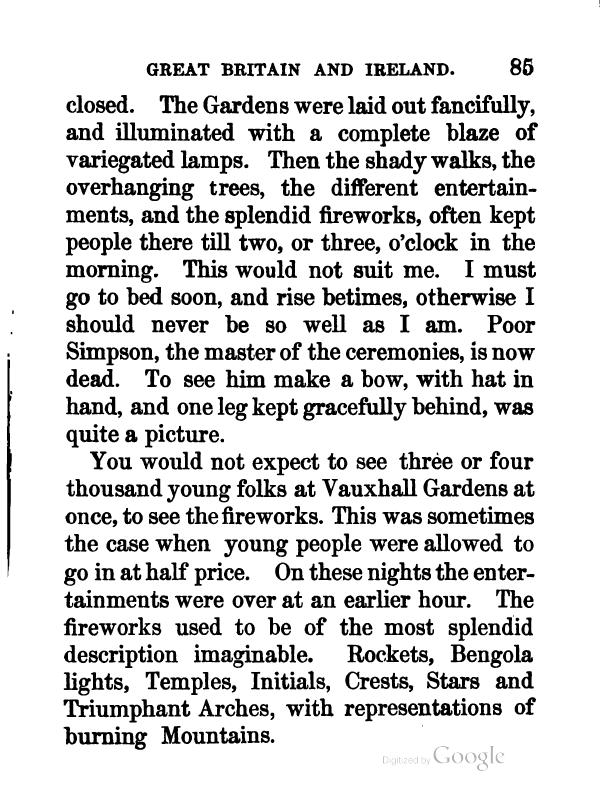 GREAT BRITAIN AND IRELAND. 85
closed. The Gardens were laid out fancifully,
and illuminated with a complete blaze of
variegated lamps. Then the shady walks, the
overhanging trees, the different entertain-
ments, and the splendid fireworks, often kept
people there till two, or three, o'clock in the
morning. This would not suit me. I must
go to bed soon, and rise betimes, otherwise I
should never be so well as I am. Poor
Simpson, the master of the ceremonies, is now
dead. To see him make a bow, with hat in
hand, and one leg kept gracefully behind, was
quite a picture.
You would not expect to see three or four
thousand young folks at Vauxhall Gardens at
once, to see the fireworks. This was sometimes
the case when young people were allowed to
go in at half price. On these nights the enter-
tainments were over at an earlier hour. The
fireworks used to be of the most splendid
description imaginable. Rockets, Bengola
lights, Temples, Initials, Crests, Stars and
Triumphant Arches, with representations of
burning Mountains.
Digitized by Google